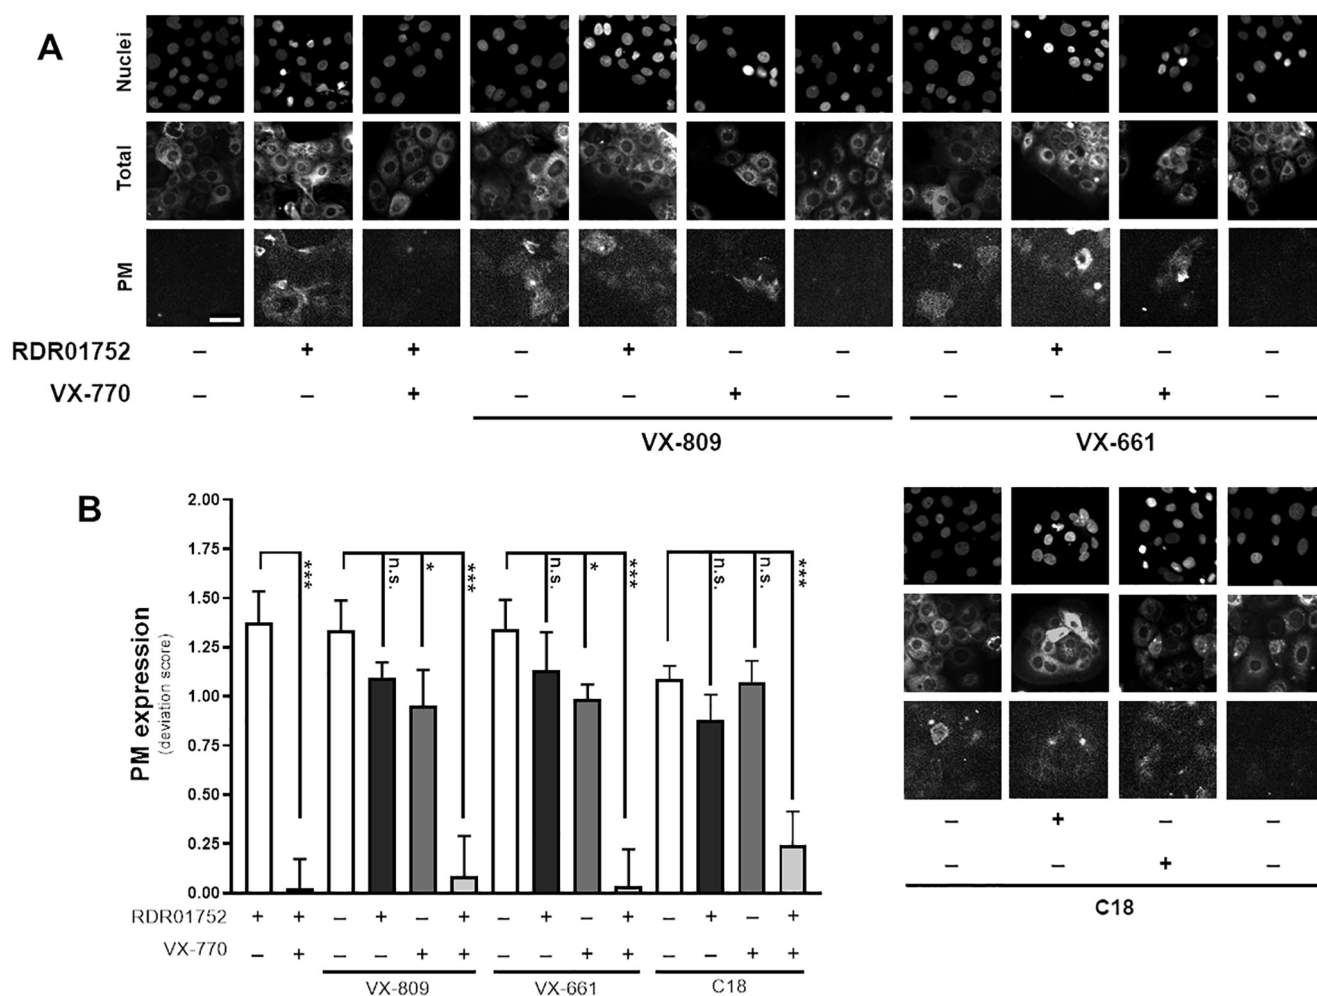 A
Nuclei
Total
PM
RDR01752 – + + – + – – – + – –
VX-770 – – + – – + – – – + –
VX-809 VX-661
B
PM expression
(deviation score)
2.00
1.75
1.50
1.25
1.00
0.75
0.50
0.25
0.00
*** n.s. * *** n.s. * *** n.s. n.s. ***
RDR01752 + + – + – + – + – + – + – +
VX-770 – + – – + + – – + + – – + +
VX-809 VX-661 C18
– + – –
– – + –
C18